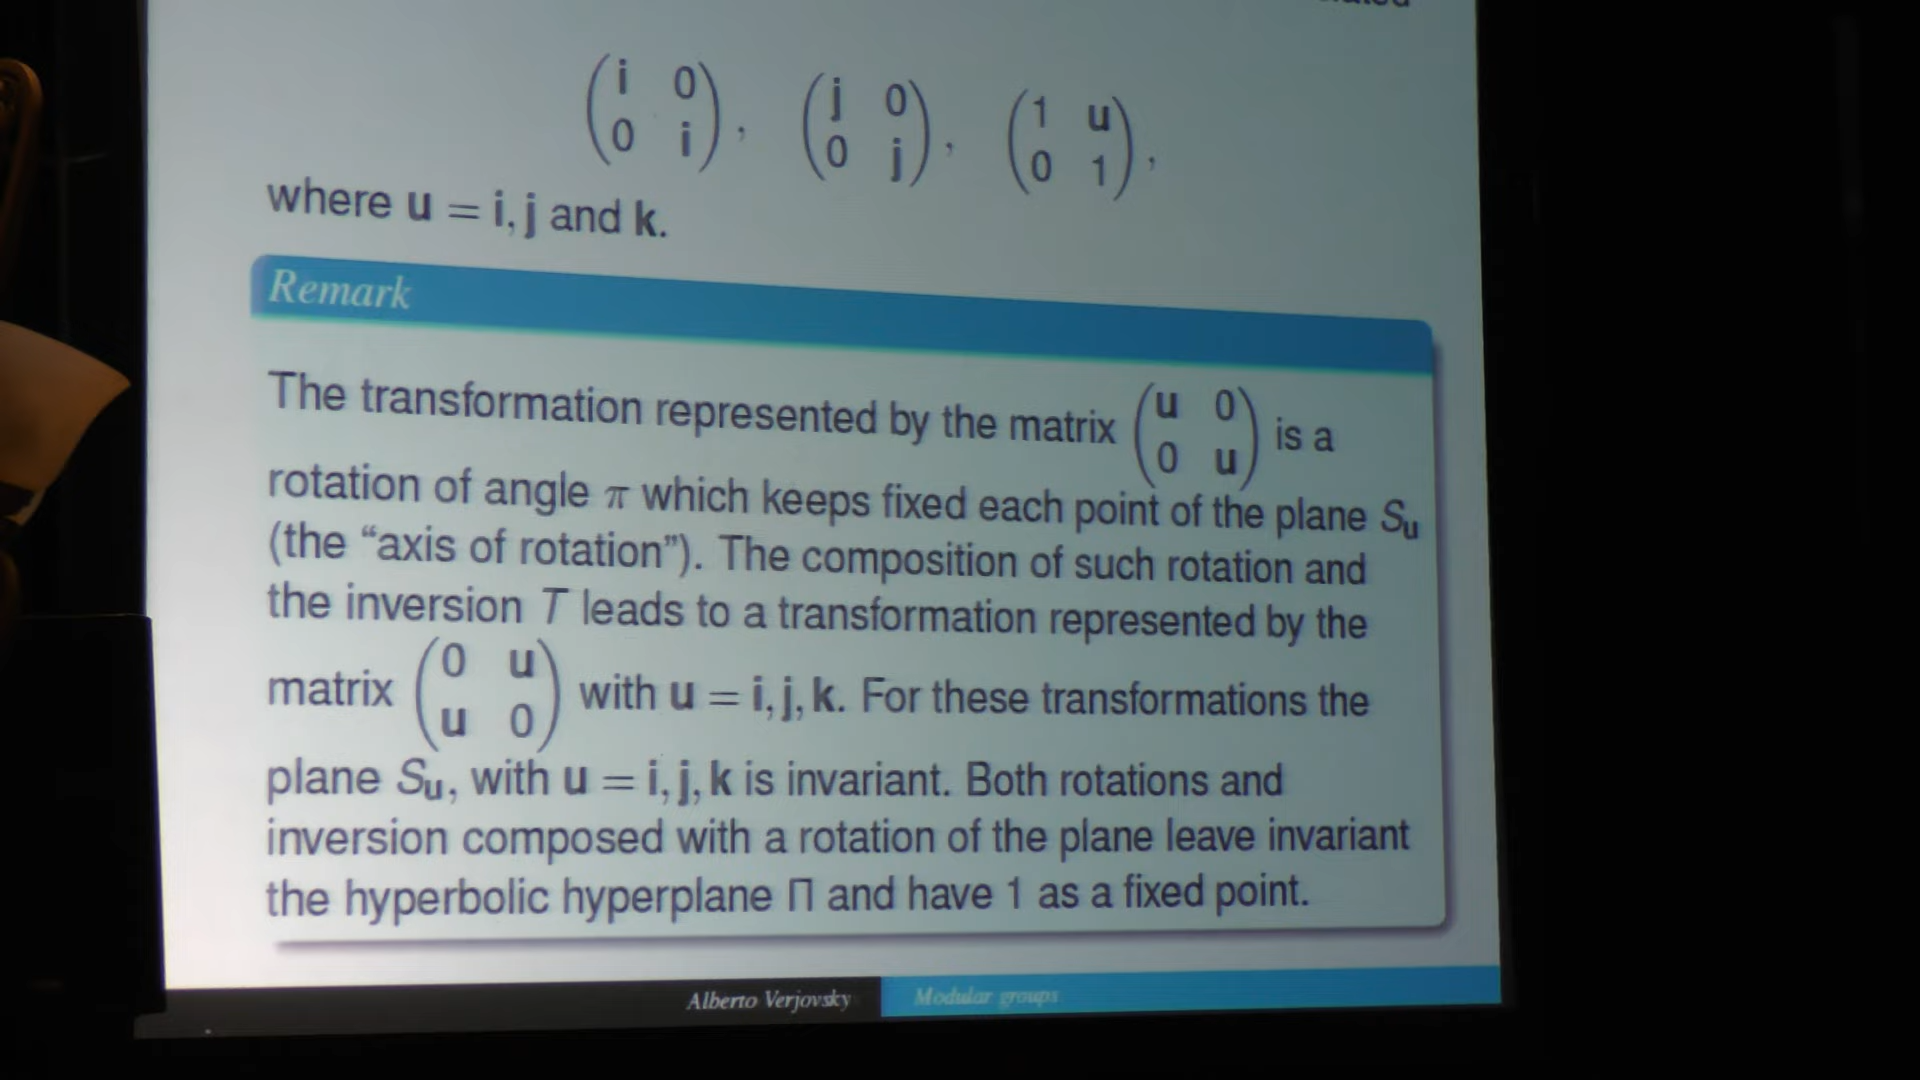 ( i 0 ) , ( j 0 ) , ( 1 u ) ,
( 0 i ) ( 0 j ) ( 0 1 )
where u = i, j and k.
Remark
The transformation represented by the matrix ( u 0 ; 0 u ) is a
rotation of angle π which keeps fixed each point of the plane Sᵤ
(the “axis of rotation”). The composition of such rotation and
the inversion T leads to a transformation represented by the
matrix ( 0 u ; u 0 ) with u = i, j, k. For these transformations the
plane Sᵤ, with u = i, j, k is invariant. Both rotations and
inversion composed with a rotation of the plane leave invariant
the hyperbolic hyperplane Π and have 1 as a fixed point.
Alberto Verjovsky Modular groups